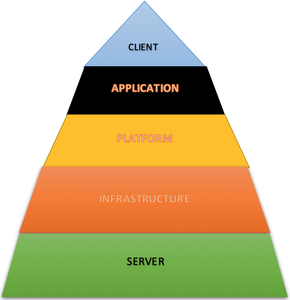 CLIENT
APPLICATION
PLATFORM
INFRASTRUCTURE
SERVER